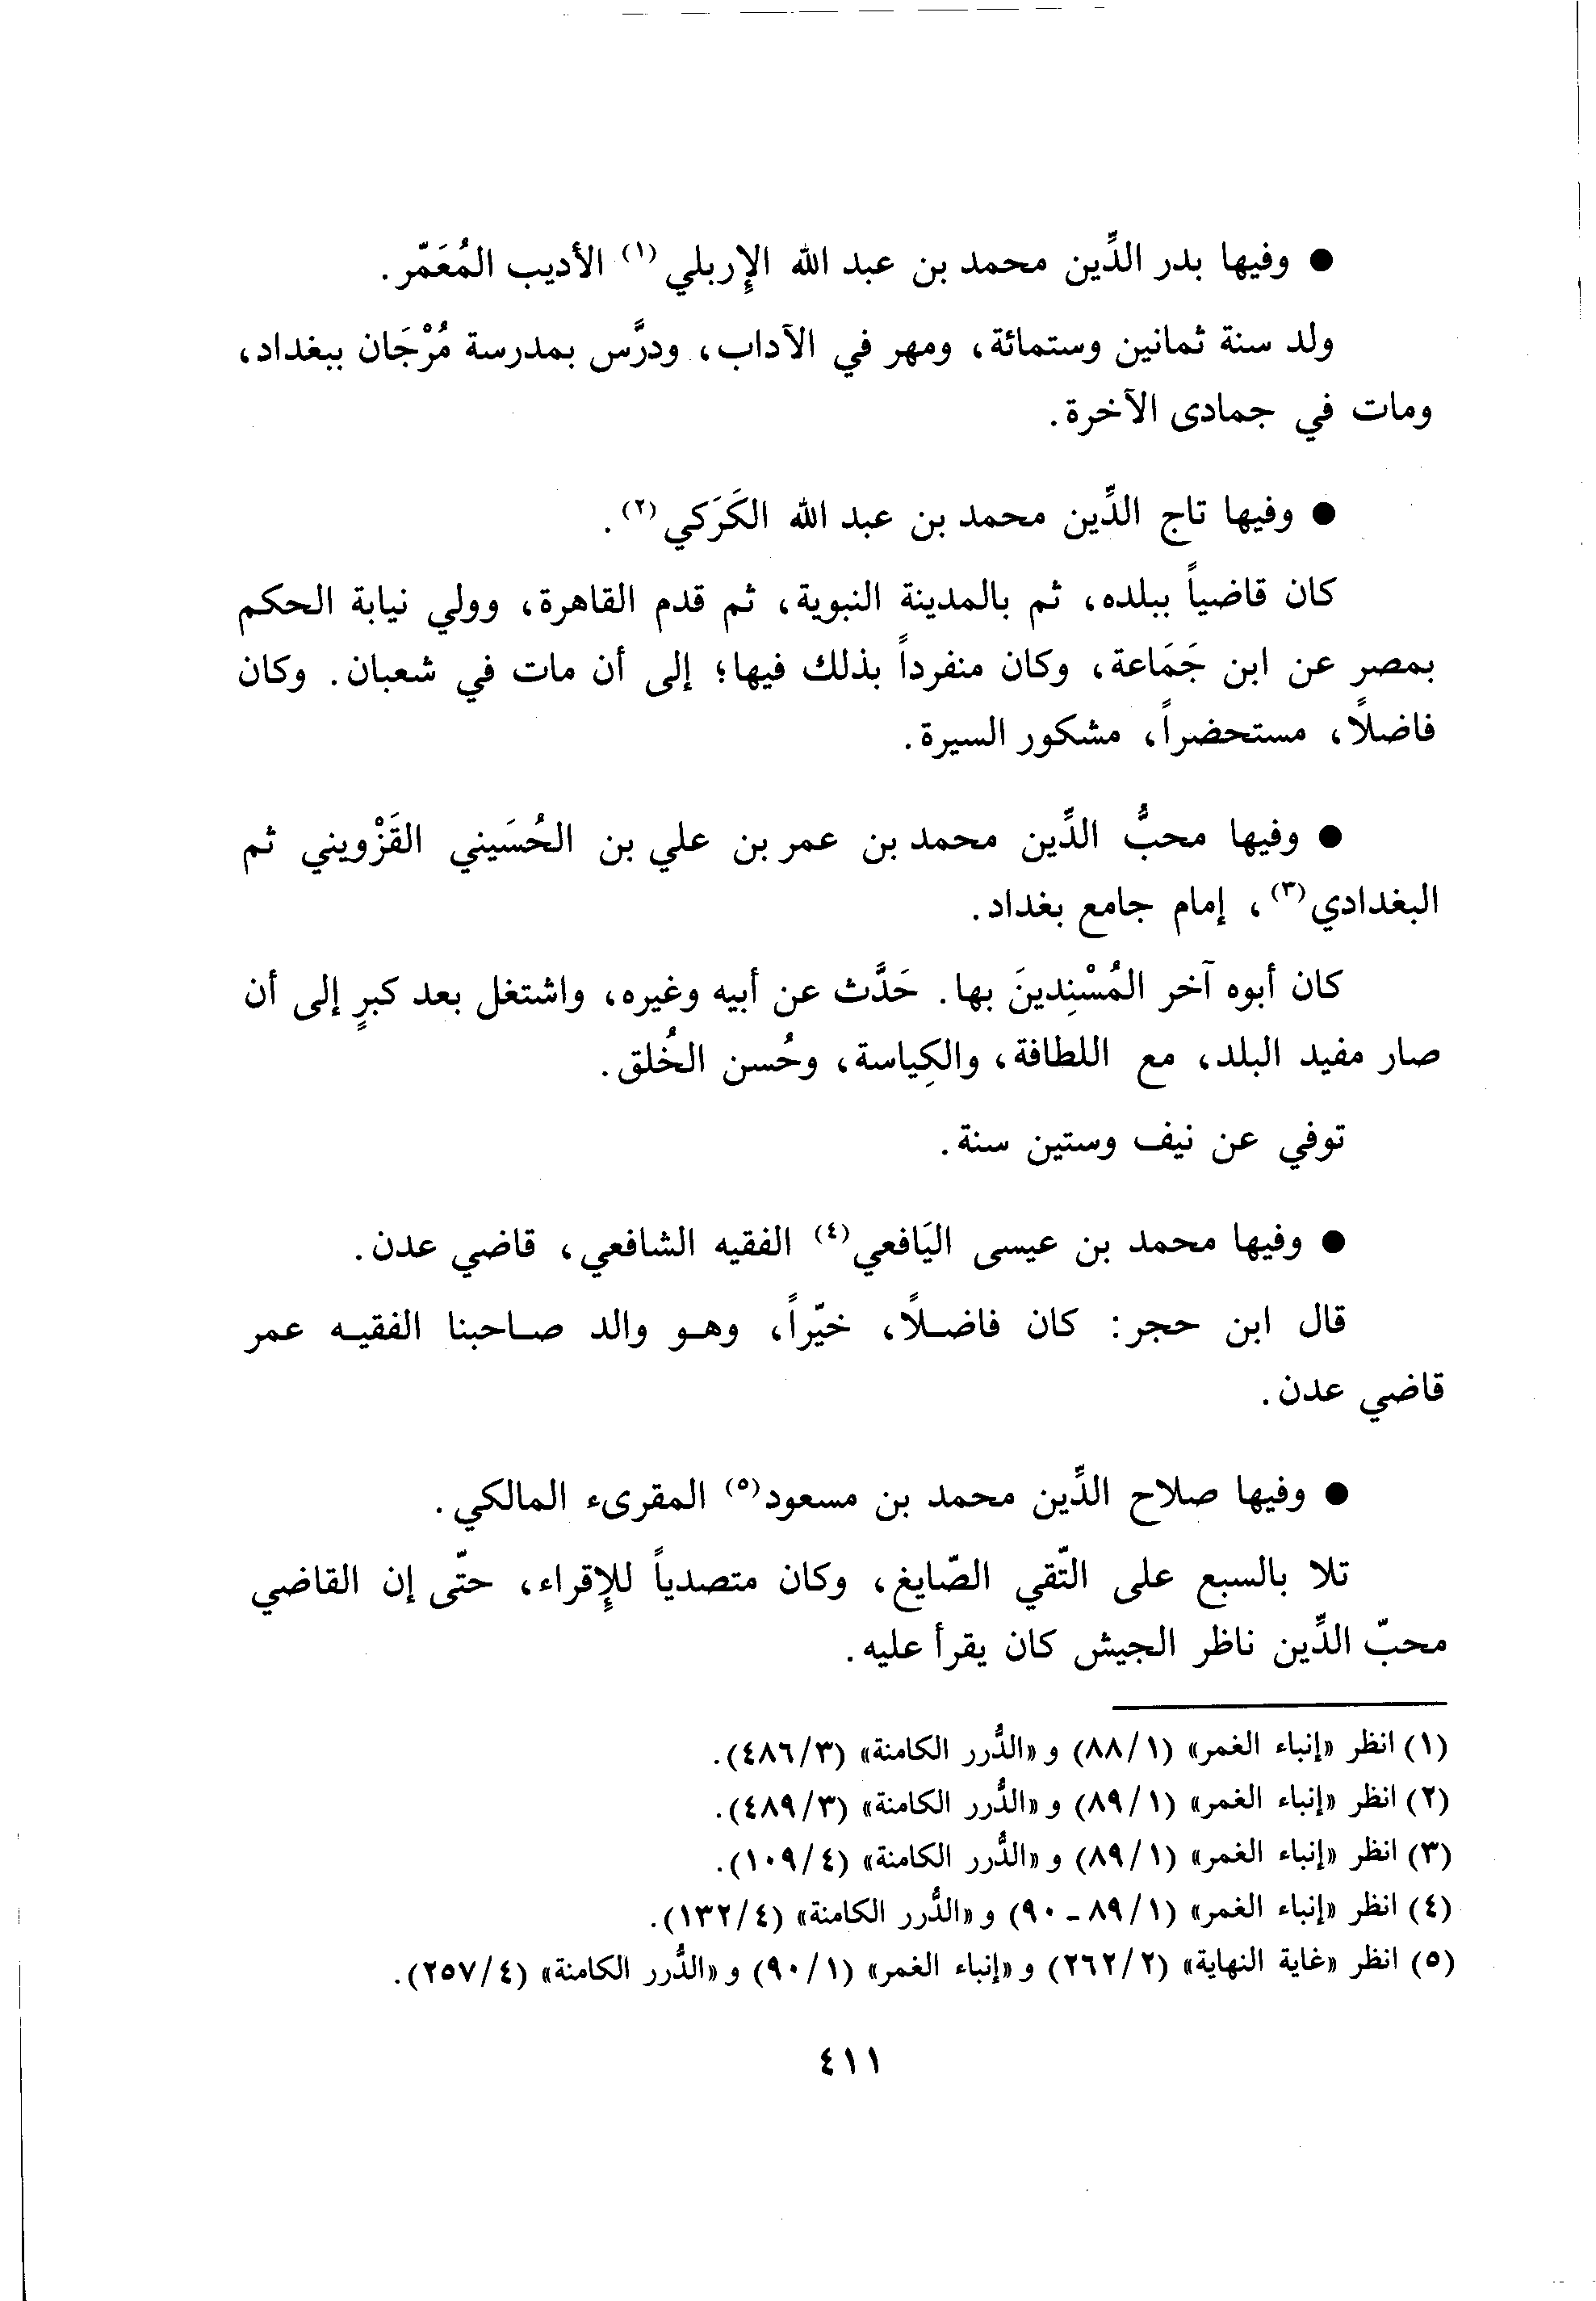 ● وفيها بدر الدِّين محمد بن عبد الله الإِربلي(١) الأديب المُعَمّر.
ولد سنة ثمانين وستمائة، ومهر في الآداب، ودرَّس بمدرسة مُرْجَان ببغداد،
ومات في جمادى الآخرة.
● وفيها تاج الدِّين محمد بن عبد الله الكَرَكي(٢).
كان قاضياً ببلده، ثم بالمدينة النبوية، ثم قدم القاهرة، وولي نيابة الحكم
بمصر عن ابن جَمَاعة، وكان منفرداً بذلك فيها؛ إلى أن مات في شعبان. وكان
فاضلاً، مستحضراً، مشكور السيرة.
● وفيها محبُّ الدِّين محمد بن عمر بن علي بن الحُسَيني القَزْويني ثم
البغدادي(٣)، إمام جامع بغداد.
كان أبوه آخر المُسْنِدينَ بها. حَدَّث عن أبيه وغيره، واشتغل بعد كبرٍ إلى أن
صار مفيد البلد، مع اللطافة، والكِياسة، وحُسن الخُلق.
توفي عن نيف وستين سنة.
● وفيها محمد بن عيسى اليَافعي(٤) الفقيه الشافعي، قاضي عدن.
قال ابن حجر: كان فاضـلاً، خيّراً، وهـو والد صـاحبنا الفقيـه عمر
قاضي عدن.
● وفيها صلاح الدِّين محمد بن مسعود(٥) المقرىء المالكي.
تلا بالسبع على التّقي الصّايغ، وكان متصدياً للإِقراء، حتّى إن القاضي
محبّ الدِّين ناظر الجيش كان يقرأ عليه.
(١) انظر «إنباء الغمر» (٨٨/١) و «الدُّرر الكامنة» (٤٨٦/٣).
(٢) انظر «إنباء الغمر» (٨٩/١) و «الدُّرر الكامنة» (٤٨٩/٣).
(٣) انظر «إنباء الغمر» (٨٩/١) و «الدُّرر الكامنة» (١٠٩/٤).
(٤) انظر «إنباء الغمر» (٨٩/١ ـ ٩٠) و «الدُّرر الكامنة» (١٣٢/٤).
(٥) انظر «غاية النهاية» (٢٦٢/٢) و «إنباء الغمر» (٩٠/١) و «الدُّرر الكامنة» (٢٥٧/٤).
٤١١